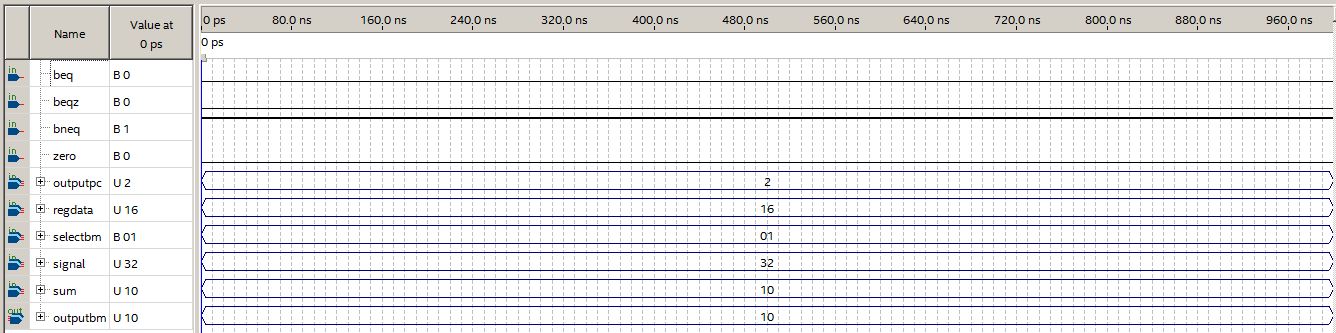 Name Value at 0 ps 0 ps 80.0 ns 160.0 ns 240.0 ns 320.0 ns 400.0 ns 480.0 ns 560.0 ns 640.0 ns 720.0 ns 800.0 ns 880.0 ns 960.0 ns
0 ps
in beq B 0
in beqz B 0
in bneq B 1
in zero B 0
in outputpc U 2 2
in regdata U 16 16
in selectbm B 01 01
in signal U 32 32
in sum U 10 10
out outputbm U 10 10